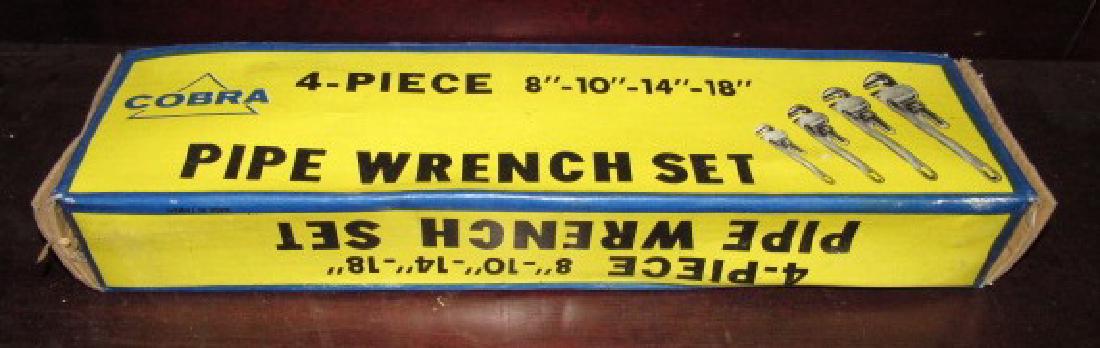 COBRA
4-PIECE 8"-10"-14"-18"
PIPE WRENCH SET
4-PIECE 8"-10"-14"-18"
PIPE WRENCH SET